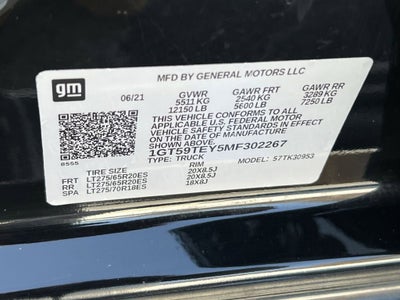 gm
MFD BY GENERAL MOTORS LLC
06/21 GVWR GAWR FRT GAWR RR
5511 KG 2540 KG 3289 KG
12150 LB 5600 LB 7250 LB
THIS VEHICLE CONFORMS TO ALL
APPLICABLE U.S. FEDERAL MOTOR
VEHICLE SAFETY STANDARDS IN EFFECT
ON THE DATE OF MANUFACTURE
SHOWN ABOVE.
8555 1GT59TEY5MF302267
TYPE: TRUCK MODEL: 57TK30953
TIRE SIZE RIM
FRT LT275/65R20ES 20X8.5J
RR LT275/65R20ES 20X8.5J
SPA LT275/70R18ES 18X8J